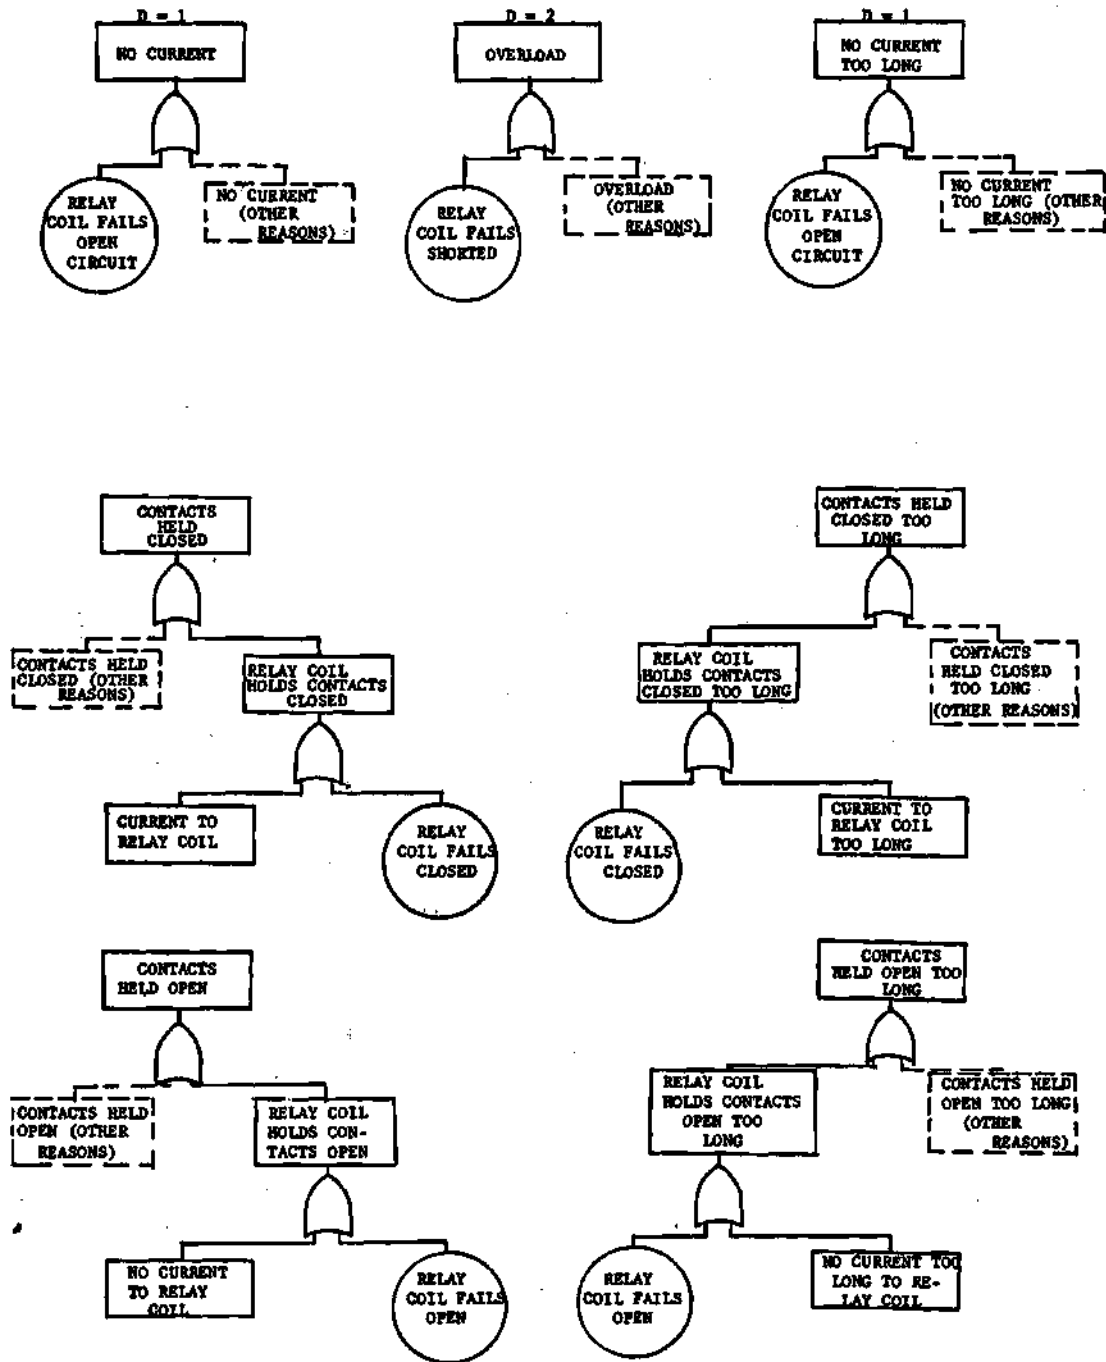 D = 1
NO CURRENT
RELAY
COIL FAILS
OPEN
CIRCUIT
NO CURRENT
(OTHER
REASONS)
D = 2
OVERLOAD
RELAY
COIL FAILS
SHORTED
OVERLOAD
(OTHER
REASONS)
D = 1
NO CURRENT
TOO LONG
RELAY
COIL FAILS
OPEN
CIRCUIT
NO CURRENT
TOO LONG (OTHER
REASONS)
CONTACTS
HELD
CLOSED
CONTACTS HELD
CLOSED (OTHER
REASONS)
RELAY COIL
HOLDS CONTACTS
CLOSED
CURRENT TO
RELAY COIL
RELAY
COIL FAILS
CLOSED
CONTACTS HELD
CLOSED TOO
LONG
RELAY COIL
HOLDS CONTACTS
CLOSED TOO LONG
CONTACTS
HELD CLOSED
TOO LONG
(OTHER REASONS)
RELAY
COIL FAILS
CLOSED
CURRENT TO
RELAY COIL
TOO LONG
CONTACTS
HELD OPEN
CONTACTS HELD
OPEN (OTHER
REASONS)
RELAY COIL
HOLDS CON-
TACTS OPEN
NO CURRENT
TO RELAY
COIL
RELAY
COIL FAILS
OPEN
CONTACTS
HELD OPEN TOO
LONG
RELAY COIL
HOLDS CONTACTS
OPEN TOO
LONG
CONTACTS HELD
OPEN TOO LONG
(OTHER
REASONS)
RELAY
COIL FAILS
OPEN
NO CURRENT TOO
LONG TO RE-
LAY COIL